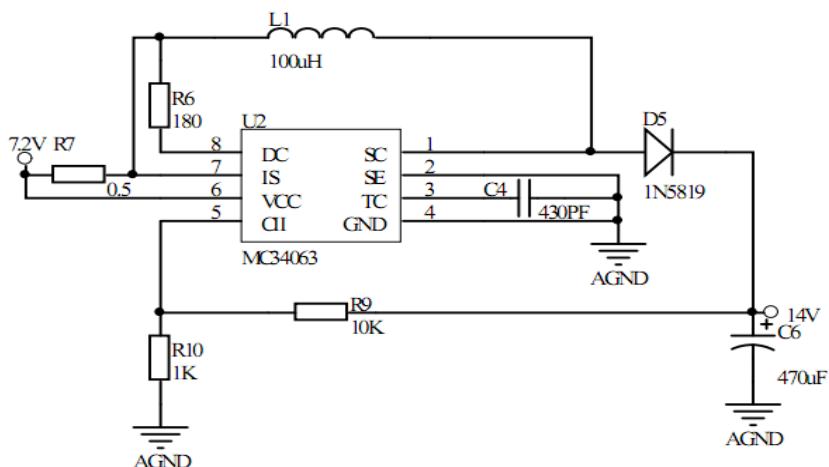 L1
100uH
R6
180
U2
D5
7.2V R7
8 DC SC 1
7 IS SE 2
0.5 6 VCC TC 3 C4
5 CII GND 4 430PF
1N5819
MC34063
AGND
R9
10K
14V
C6
R10
1K
470uF
AGND
AGND